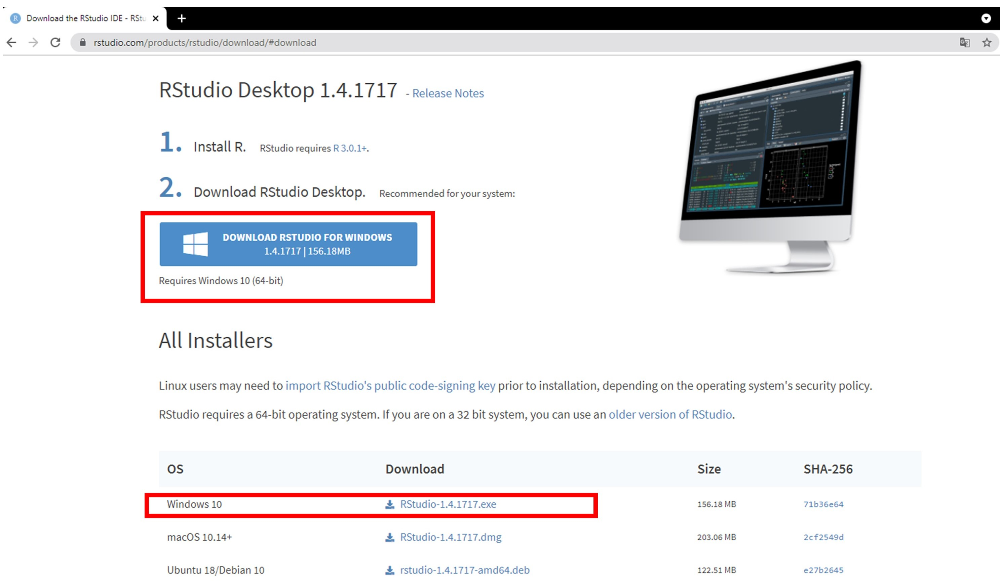 Download the RStudio IDE - RStu
rstudio.com/products/rstudio/download/#download
RStudio Desktop 1.4.1717 - Release Notes
1. Install R. RStudio requires R 3.0.1+.
2. Download RStudio Desktop. Recommended for your system:
DOWNLOAD RSTUDIO FOR WINDOWS
1.4.1717 | 156.18MB
Requires Windows 10 (64-bit)
All Installers
Linux users may need to import RStudio's public code-signing key prior to installation, depending on the operating system's security policy.
RStudio requires a 64-bit operating system. If you are on a 32 bit system, you can use an older version of RStudio.
OS Download Size SHA-256
Windows 10 RStudio-1.4.1717.exe 156.18 MB 71b36e64
macOS 10.14+ RStudio-1.4.1717.dmg 203.06 MB 2cf2549d
Ubuntu 18/Debian 10 rstudio-1.4.1717-amd64.deb 122.51 MB e27b2645